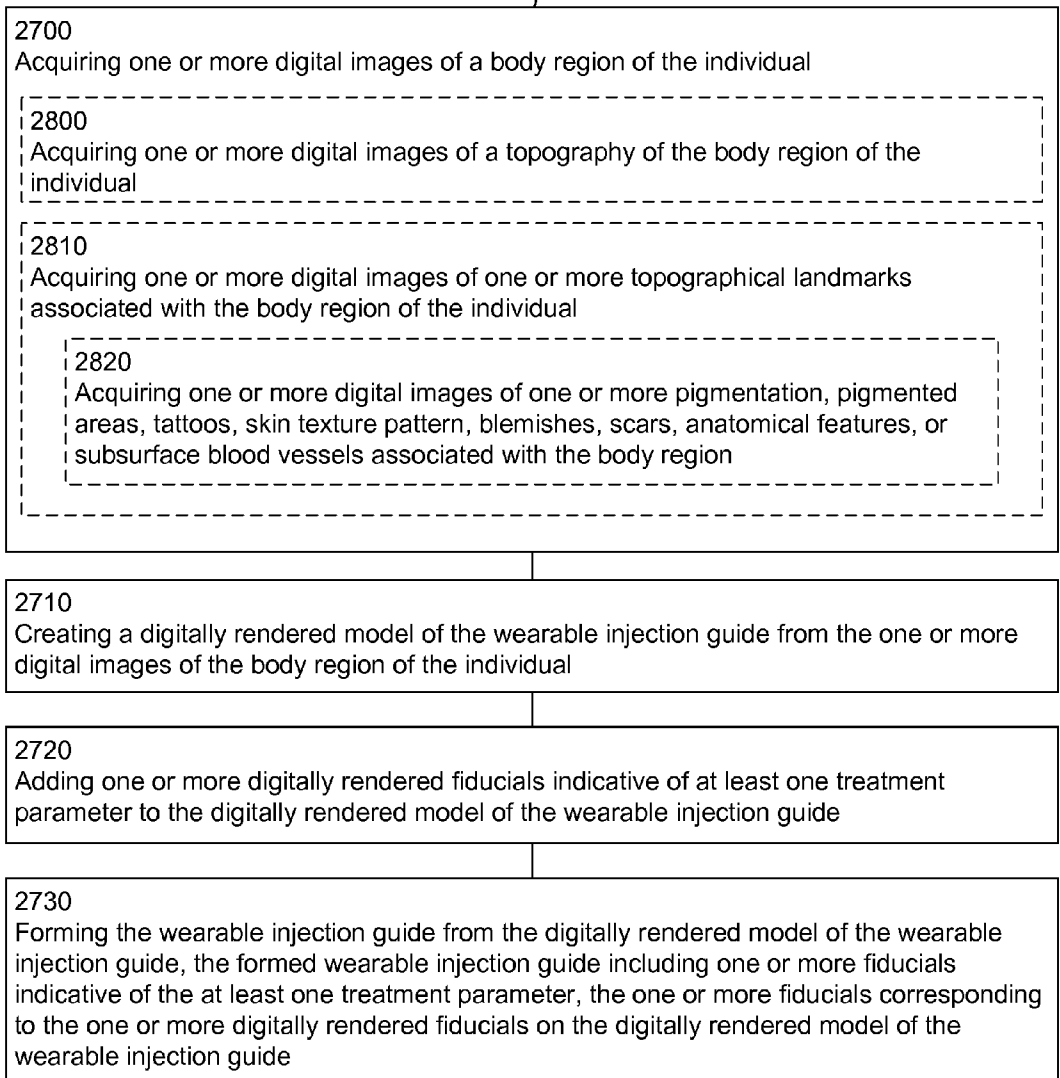 2700
Acquiring one or more digital images of a body region of the individual
2800
Acquiring one or more digital images of a topography of the body region of the
individual
2810
Acquiring one or more digital images of one or more topographical landmarks
associated with the body region of the individual
2820
Acquiring one or more digital images of one or more pigmentation, pigmented
areas, tattoos, skin texture pattern, blemishes, scars, anatomical features, or
subsurface blood vessels associated with the body region
2710
Creating a digitally rendered model of the wearable injection guide from the one or more
digital images of the body region of the individual
2720
Adding one or more digitally rendered fiducials indicative of at least one treatment
parameter to the digitally rendered model of the wearable injection guide
2730
Forming the wearable injection guide from the digitally rendered model of the wearable
injection guide, the formed wearable injection guide including one or more fiducials
indicative of the at least one treatment parameter, the one or more fiducials corresponding
to the one or more digitally rendered fiducials on the digitally rendered model of the
wearable injection guide